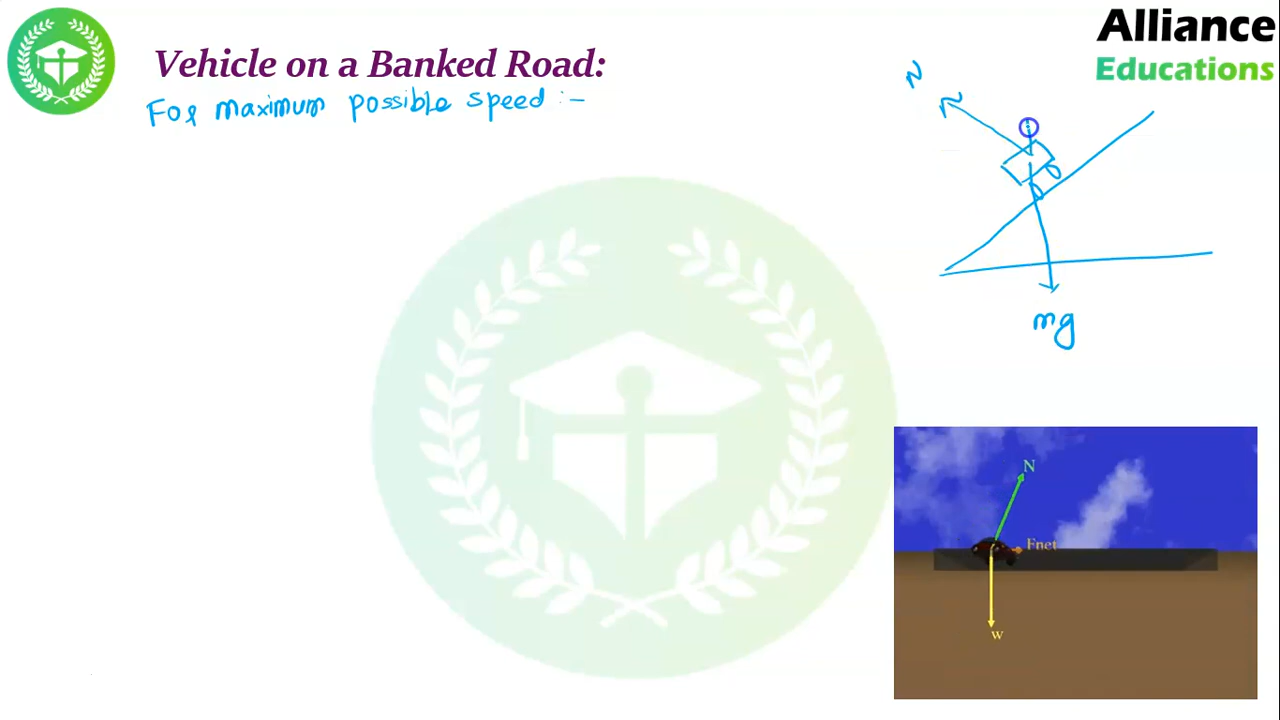 Alliance
Educations
Vehicle on a Banked Road:
For maximum possible speed :-
N
mg
N
Fnet
w